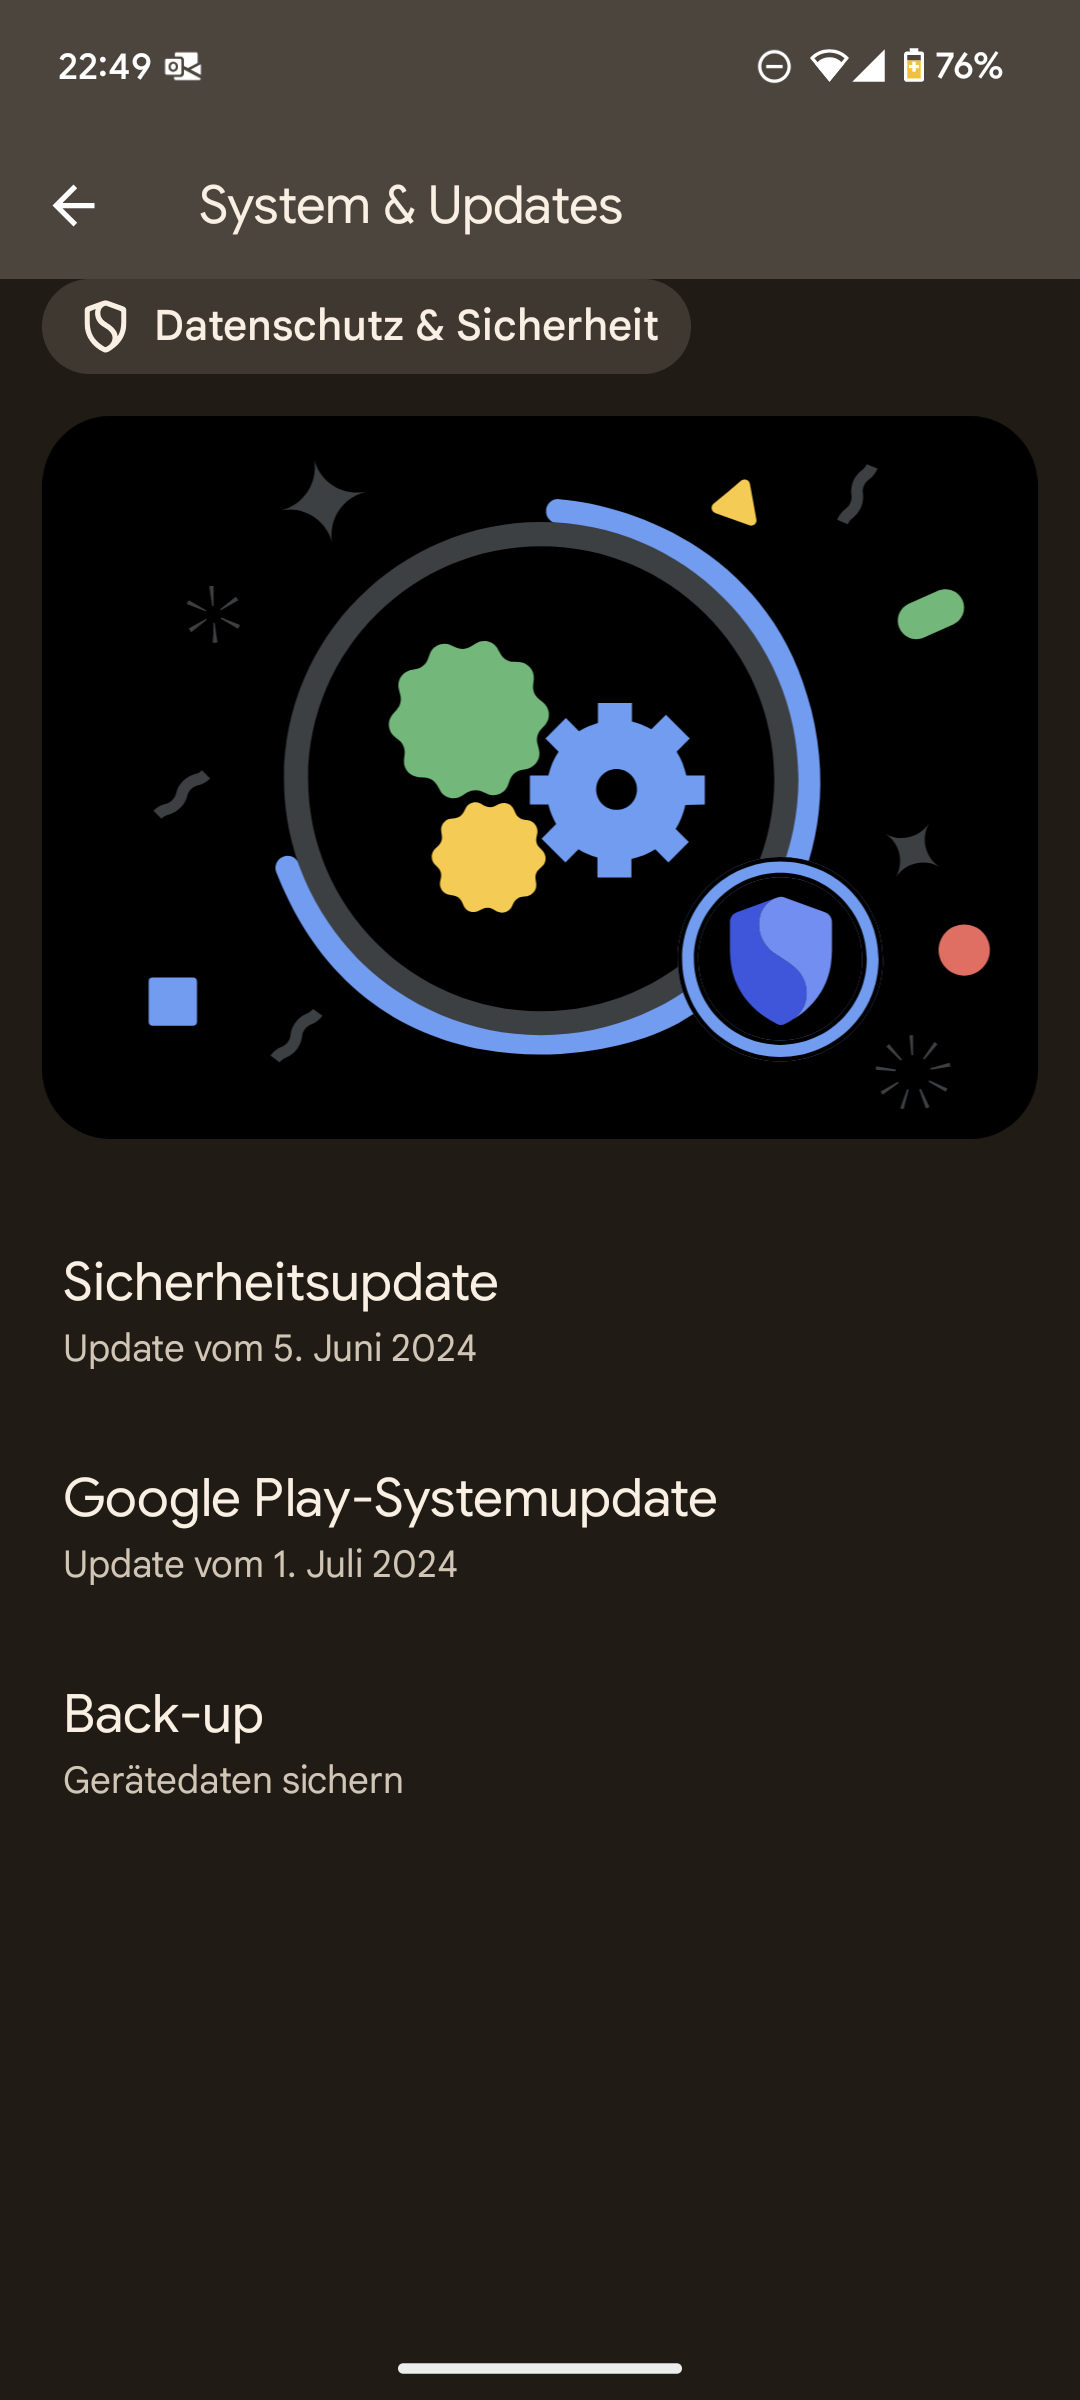 22:49 76%
System & Updates
Datenschutz & Sicherheit
Sicherheitsupdate
Update vom 5. Juni 2024
Google Play-Systemupdate
Update vom 1. Juli 2024
Back-up
Gerätedaten sichern